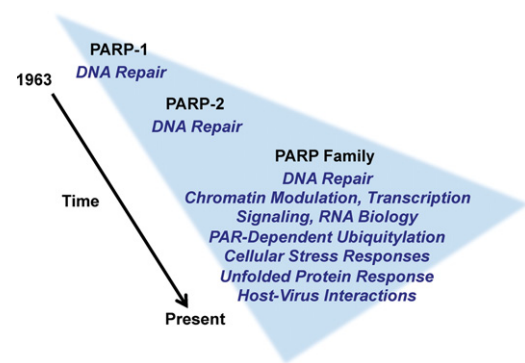 PARP-1
DNA Repair
1963
PARP-2
DNA Repair
PARP Family
DNA Repair
Chromatin Modulation, Transcription
Signaling, RNA Biology
PAR-Dependent Ubiquitylation
Cellular Stress Responses
Unfolded Protein Response
Host-Virus Interactions
Time
Present